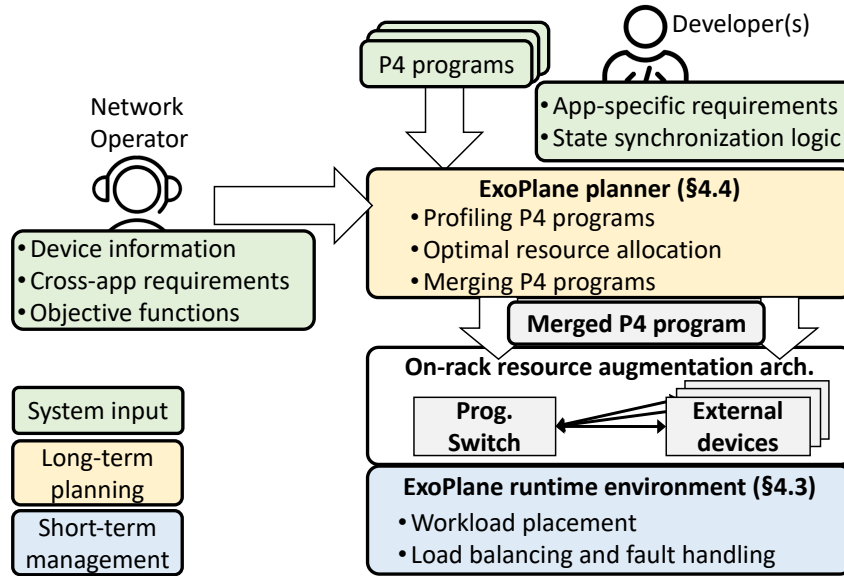 Developer(s)
P4 programs
• App-specific requirements
• State synchronization logic
Network
Operator
• Device information
• Cross-app requirements
• Objective functions
ExoPlane planner (§4.4)
• Profiling P4 programs
• Optimal resource allocation
• Merging P4 programs
Merged P4 program
On-rack resource augmentation arch.
Prog.
Switch
External
devices
ExoPlane runtime environment (§4.3)
• Workload placement
• Load balancing and fault handling
System input
Long-term
planning
Short-term
management